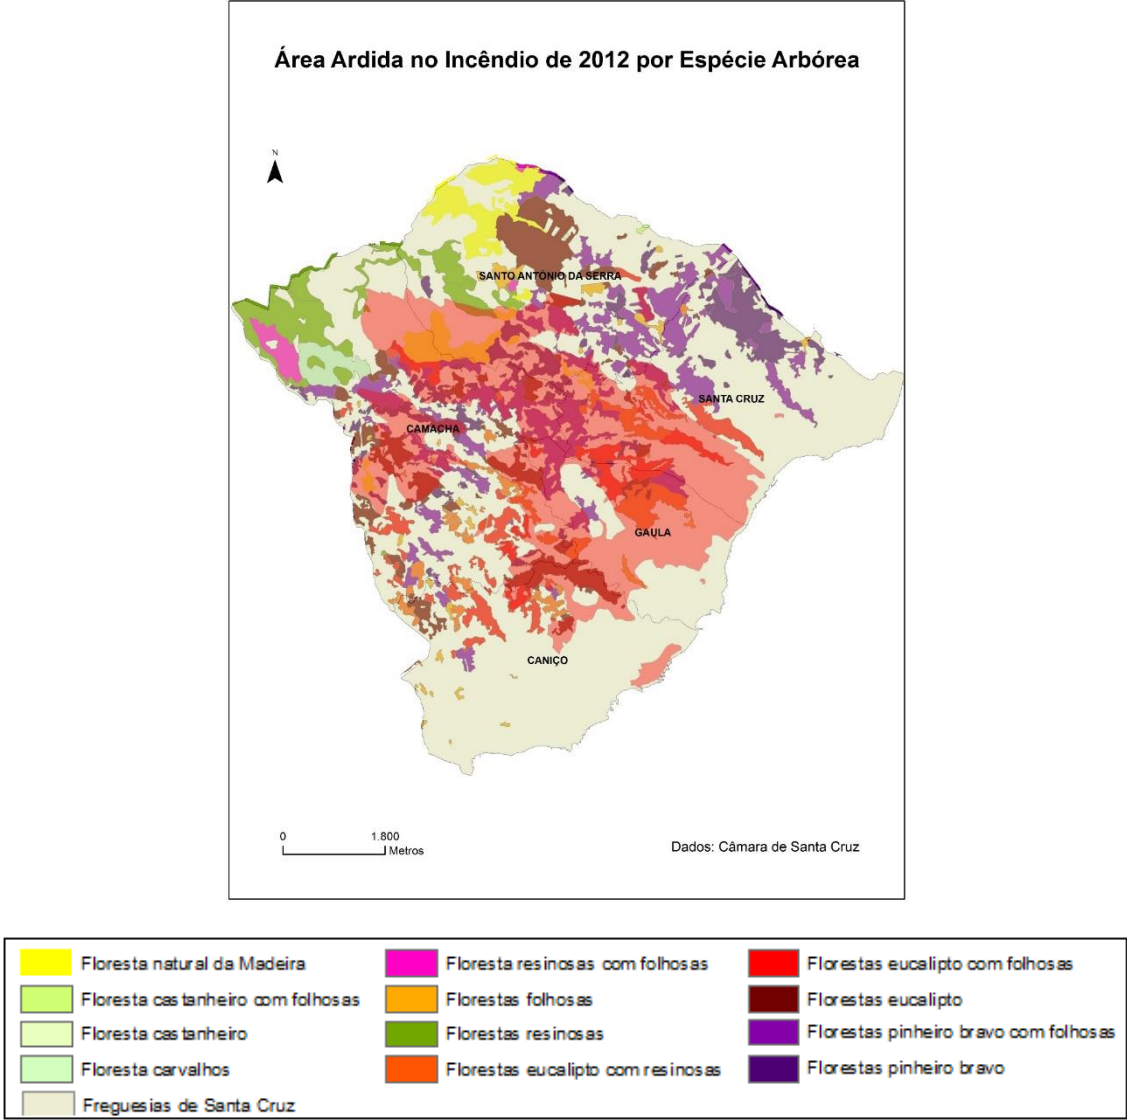 Área Ardida no Incêndio de 2012 por Espécie Arbórea
N
SANTO ANTÓNIO DA SERRA
SANTA CRUZ
CAMACHA
GAULA
CANIÇO
0 1.800
Metros
Dados: Câmara de Santa Cruz
Floresta natural da Madeira
Floresta castanheiro com folhosas
Floresta castanheiro
Floresta carvalhos
Freguesias de Santa Cruz
Floresta resinosas com folhosas
Florestas folhosas
Florestas resinosas
Florestas eucalipto com resinosas
Florestas eucalipto com folhosas
Florestas eucalipto
Florestas pinheiro bravo com folhosas
Florestas pinheiro bravo